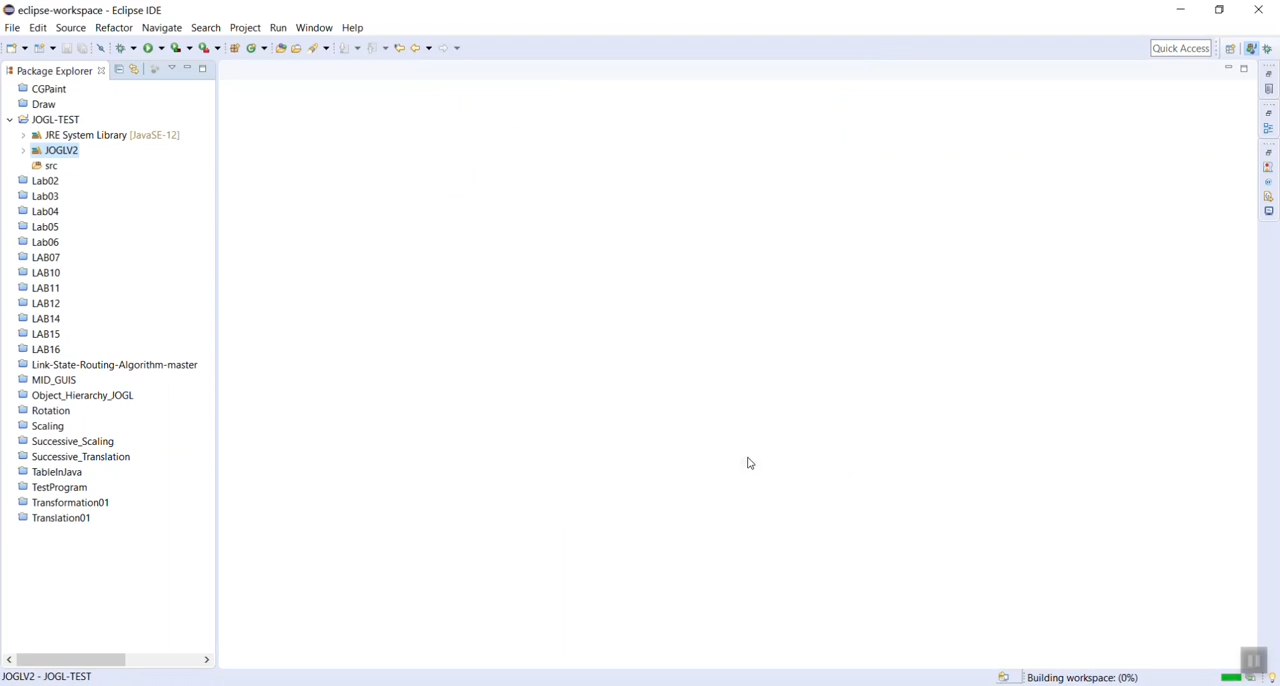 eclipse-workspace - Eclipse IDE
File Edit Source Refactor Navigate Search Project Run Window Help
Quick Access
Package Explorer
CGPaint
Draw
JOGL-TEST
JRE System Library [JavaSE-12]
JOGLV2
src
Lab02
Lab03
Lab04
Lab05
Lab06
LAB07
LAB10
LAB11
LAB12
LAB14
LAB15
LAB16
Link-State-Routing-Algorithm-master
MID_GUIS
Object_Hierarchy_JOGL
Rotation
Scaling
Successive_Scaling
Successive_Translation
TableInJava
TestProgram
Transformation01
Translation01
JOGLV2 - JOGL-TEST
Building workspace: (0%)